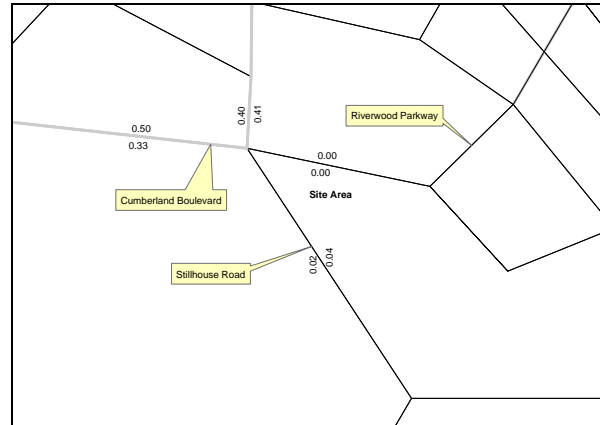 0.40
0.41
0.50
0.33
Riverwood Parkway
0.00
0.00
Cumberland Boulevard
Site Area
Stillhouse Road
0.02
0.04